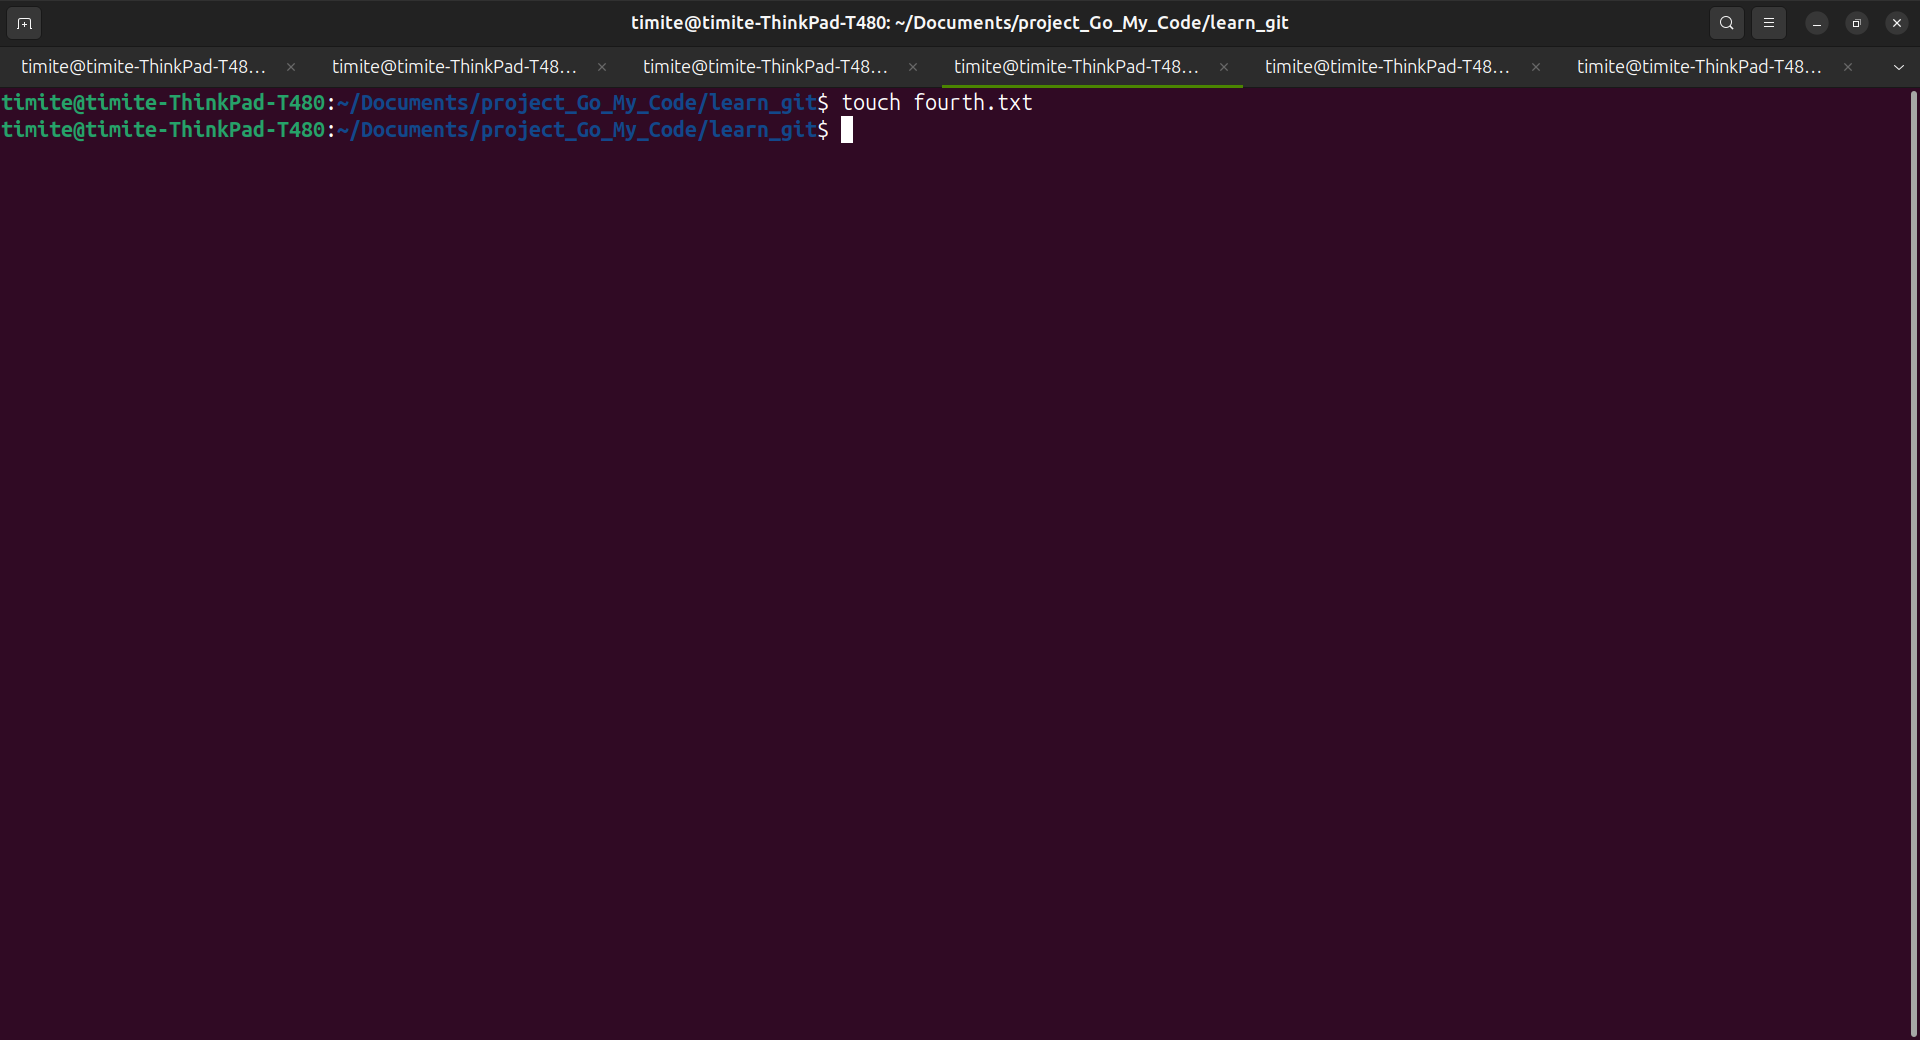 timite@timite-ThinkPad-T480: ~/Documents/project_Go_My_Code/learn_git
timite@timite-ThinkPad-T48... timite@timite-ThinkPad-T48... timite@timite-ThinkPad-T48... timite@timite-ThinkPad-T48... timite@timite-ThinkPad-T48... timite@timite-ThinkPad-T48...
timite@timite-ThinkPad-T480:~/Documents/project_Go_My_Code/learn_git$ touch fourth.txt
timite@timite-ThinkPad-T480:~/Documents/project_Go_My_Code/learn_git$